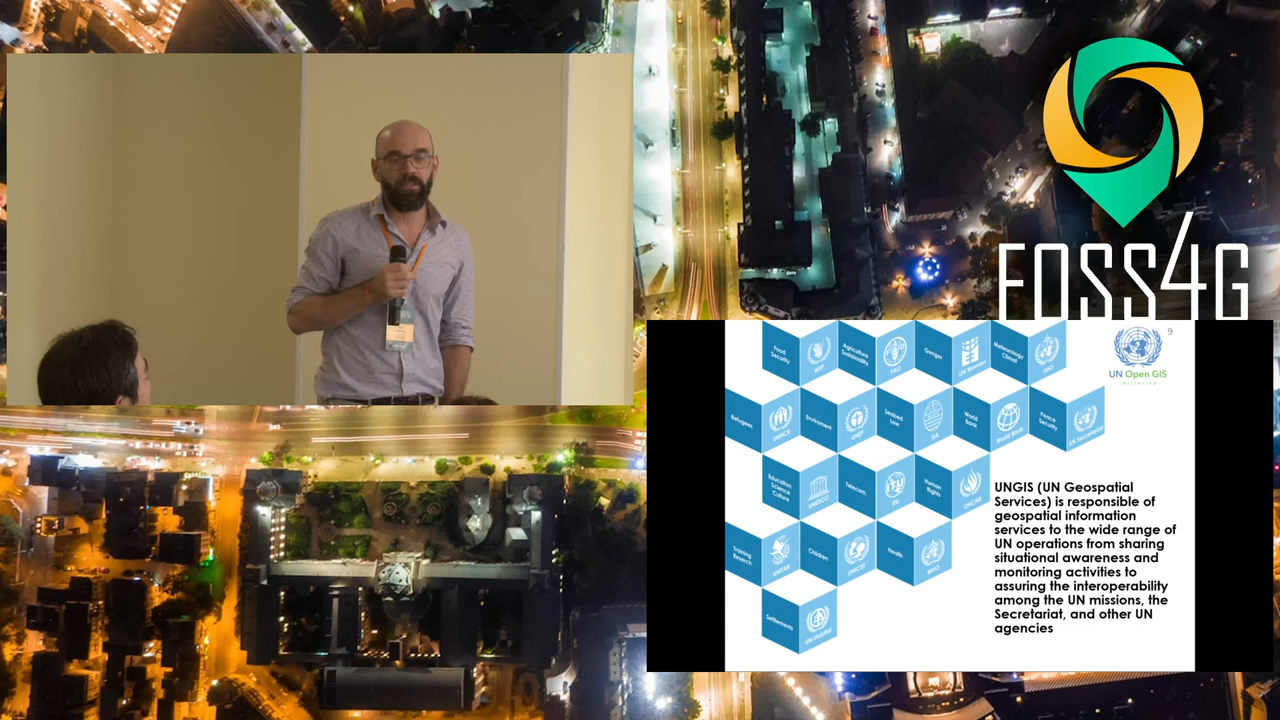 FOSS4G
9
UN Open GIS
INITIATIVE
Food
Security
WFP
Agriculture
Sustainability
FAO
Genger
UN Women
Meteorology
Climat
Refugees
UNHCR
Enviroment
UNEP
Seabed
Law
ISA
World
Bank
World Bank
Peace
Security
UN Secretariat
Education
Science
Culture
UNESCO
Telecom.
ITU
Human
Rights
OHCHR
Training
Research
UNITAR
Children
UNICEF
Health
WHO
Settlements
UN-Habitat
UNGIS (UN Geospatial
Services) is responsible of
geospatial information
services to the wide range of
UN operations from sharing
situational awareness and
monitoring activities to
assuring the interoperability
among the UN missions, the
Secretariat, and other UN
agencies